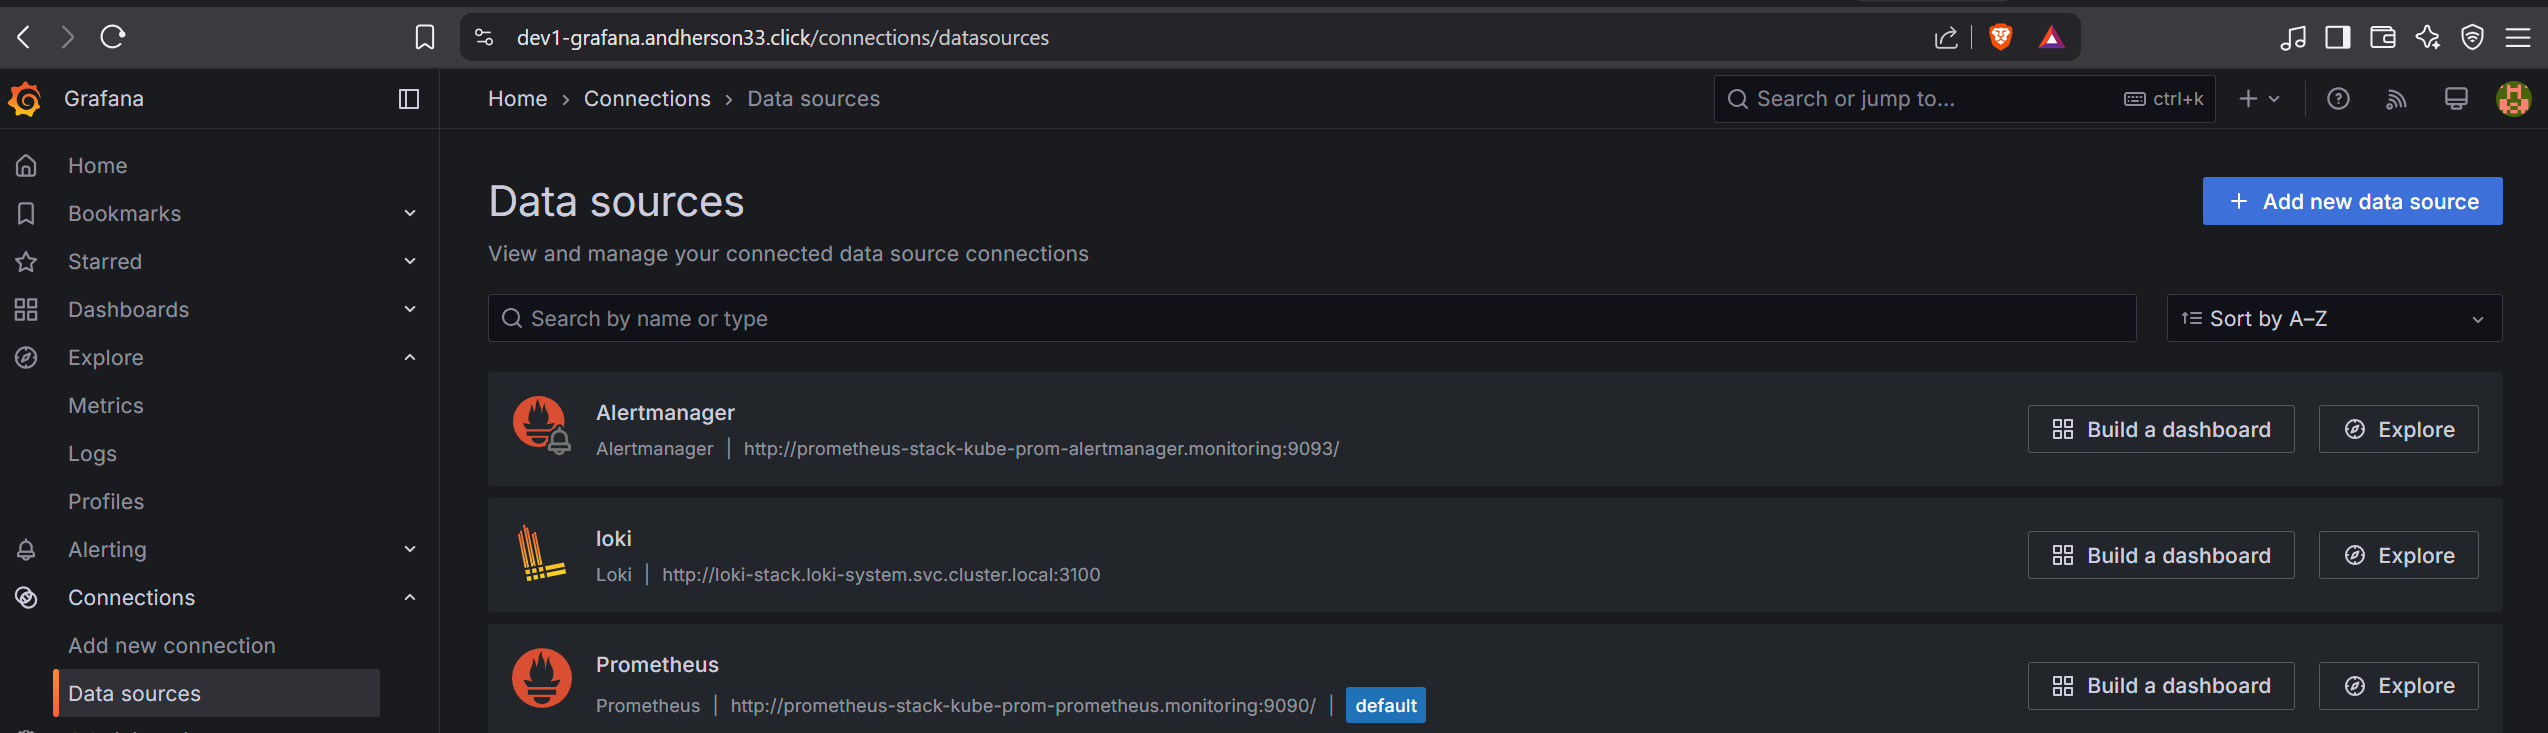 dev1-grafana.andherson33.click/connections/datasources
Grafana
Home › Connections › Data sources
Search or jump to...
ctrl+k
Home
Bookmarks
Starred
Dashboards
Explore
Metrics
Logs
Profiles
Alerting
Connections
Add new connection
Data sources
Data sources
Add new data source
View and manage your connected data source connections
Search by name or type
Sort by A–Z
Alertmanager
Alertmanager | http://prometheus-stack-kube-prom-alertmanager.monitoring:9093/
Build a dashboard
Explore
loki
Loki | http://loki-stack.loki-system.svc.cluster.local:3100
Build a dashboard
Explore
Prometheus
Prometheus | http://prometheus-stack-kube-prom-prometheus.monitoring:9090/ | default
Build a dashboard
Explore